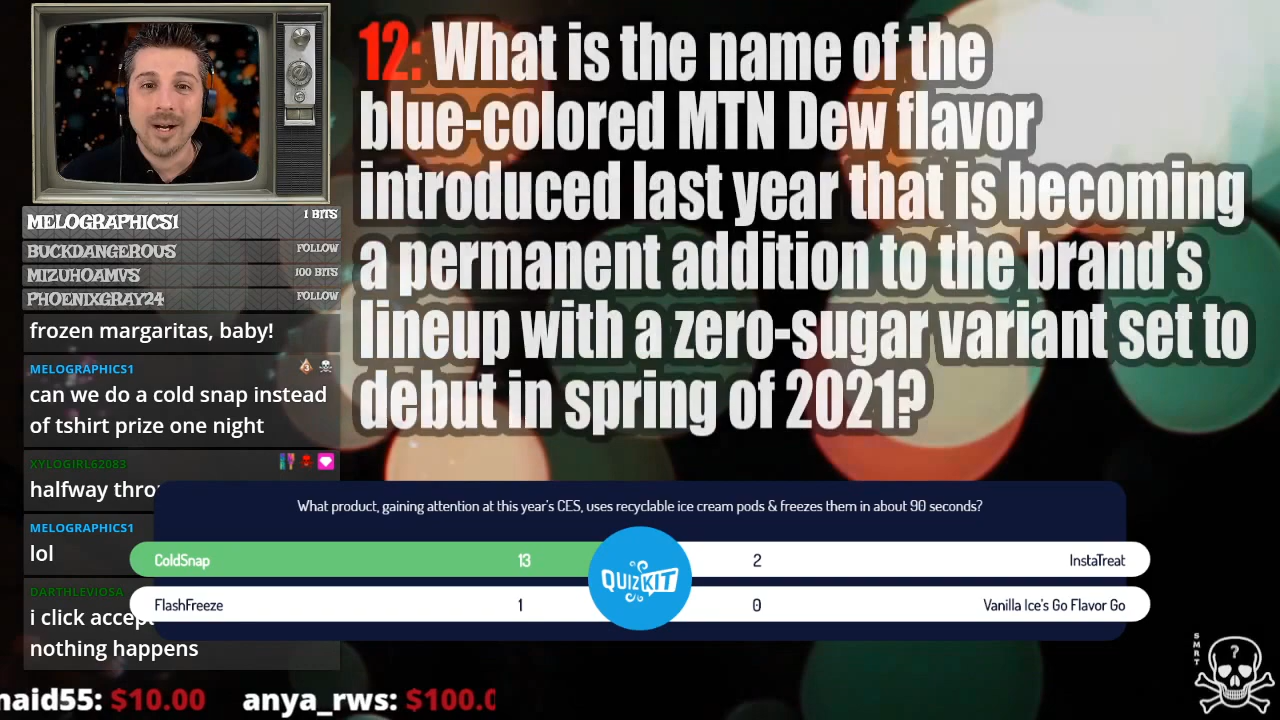 12: What is the name of the
blue-colored MTN Dew flavor
introduced last year that is becoming
a permanent addition to the brand's
lineup with a zero-sugar variant set to
debut in spring of 2021?
MELOGRAPHICS1 1 BITS
BUCKDANGEROUS FOLLOW
MIZUHOAMVS 100 BITS
PHOENIXGRAY24 FOLLOW
frozen margaritas, baby!
MELOGRAPHICS1
can we do a cold snap instead
of tshirt prize one night
XYLOGIRL62083
halfway thro
MELOGRAPHICS1
lol
DARTHLEVIOSA
i click accept
nothing happens
What product, gaining attention at this year's CES, uses recyclable ice cream pods & freezes them in about 90 seconds?
ColdSnap 13
2 InstaTreat
FlashFreeze 1
0 Vanilla Ice's Go Flavor Go
QUIZKIT
SMRT
?
naid55: $10.00 anya_rws: $100.0